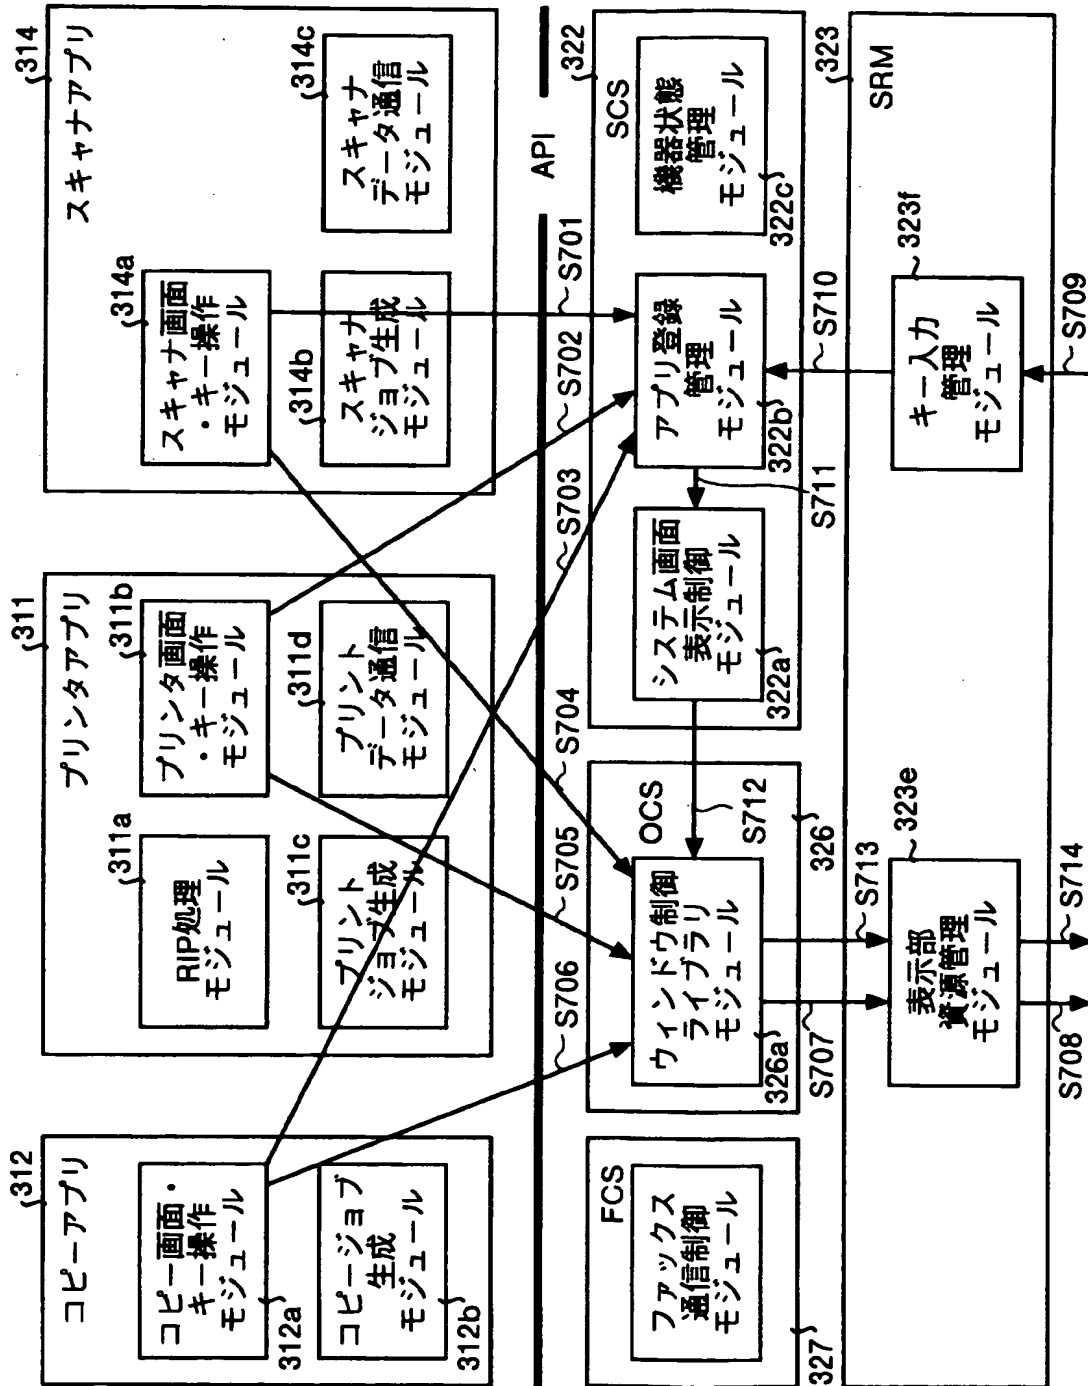 312
コピーアプリ
コピー画面・
キー操作
モジュール
312a
コピージョブ
生成
モジュール
312b
311
プリンタアプリ
311a
RIP処理
モジュール
311b
プリンタ画面
・キー操作
モジュール
311c
プリント
ジョブ生成
モジュール
311d
プリント
データ通信
モジュール
314
スキャナアプリ
314a
スキャナ画面
・キー操作
モジュール
314b
スキャナ
ジョブ生成
モジュール
314c
スキャナ
データ通信
モジュール
S706
S705
S704
S703
S702
S701
API
FCS
ファックス
通信制御
モジュール
327
OCS
ウィンドウ制御
ライブラリ
モジュール
326a
326
S712
322
SCS
システム画面
表示制御
モジュール
322a
S711
アプリ登録
管理
モジュール
322b
機器状態
管理
モジュール
322c
S707
S713
S710
323
SRM
323e
表示部
資源管理
モジュール
323f
キー入力
管理
モジュール
S708
S714
S709